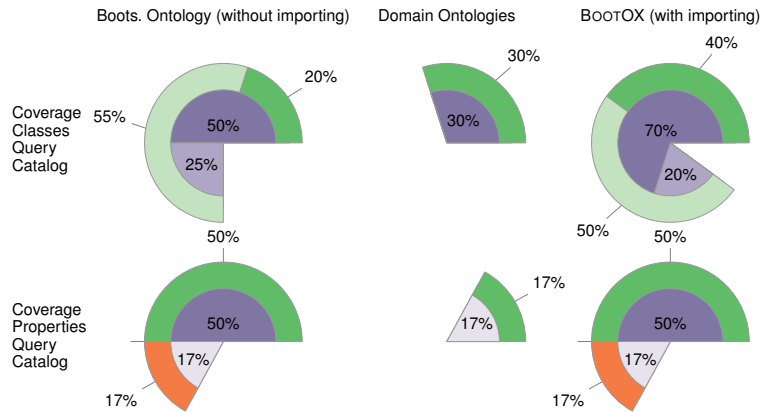 Boots. Ontology (without importing)
Domain Ontologies
BOOTOX (with importing)
Coverage
Classes
Query
Catalog
55%
20%
50%
25%
30%
30%
40%
70%
20%
50%
Coverage
Properties
Query
Catalog
50%
50%
17%
17%
17%
17%
50%
50%
17%
17%